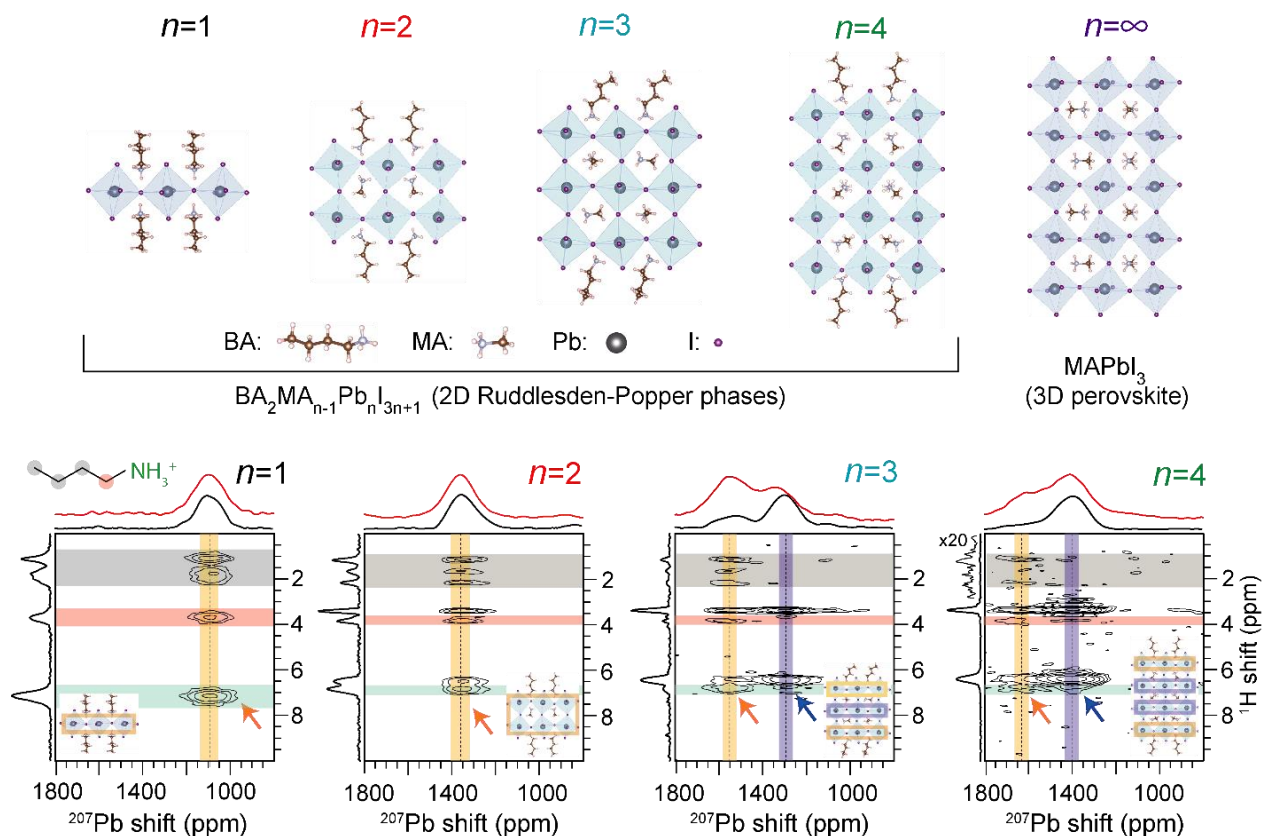 n=1
n=2
n=3
n=4
n=∞
BA:
MA:
Pb:
I:
BA₂MAₙ₋₁PbₙI₃ₙ₊₁ (2D Ruddlesden-Popper phases)
MAPbI₃
(3D perovskite)
NH₃⁺
n=1
n=2
n=3
n=4
x20
2
4
6
8
2
4
6
8
2
4
6
8
2
4
6
8
¹H shift (ppm)
1800 1400 1000
1800 1400 1000
1800 1400 1000
1800 1400 1000
²⁰⁷Pb shift (ppm)
²⁰⁷Pb shift (ppm)
²⁰⁷Pb shift (ppm)
²⁰⁷Pb shift (ppm)